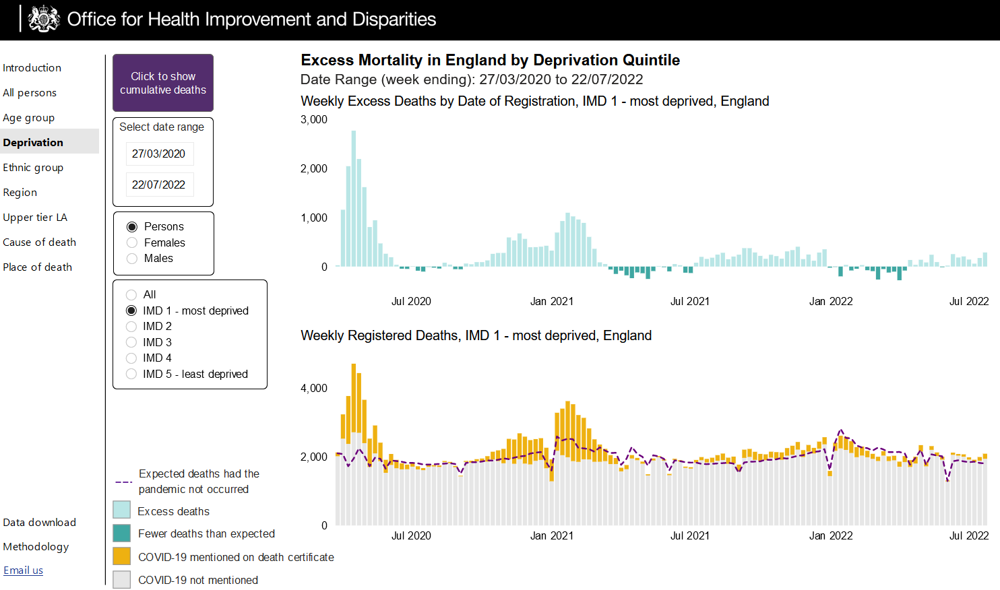 Office for Health Improvement and Disparities
Introduction
All persons
Age group
Deprivation
Ethnic group
Region
Upper tier LA
Cause of death
Place of death
Data download
Methodology
Email us
Click to show
cumulative deaths
Select date range
27/03/2020
22/07/2022
Persons
Females
Males
All
IMD 1 - most deprived
IMD 2
IMD 3
IMD 4
IMD 5 - least deprived
Expected deaths had the
pandemic not occurred
Excess deaths
Fewer deaths than expected
COVID-19 mentioned on death certificate
COVID-19 not mentioned
Excess Mortality in England by Deprivation Quintile
Date Range (week ending): 27/03/2020 to 22/07/2022
Weekly Excess Deaths by Date of Registration, IMD 1 - most deprived, England
3,000
2,000
1,000
0
Jul 2020 Jan 2021 Jul 2021 Jan 2022 Jul 2022
Weekly Registered Deaths, IMD 1 - most deprived, England
4,000
2,000
0
Jul 2020 Jan 2021 Jul 2021 Jan 2022 Jul 2022